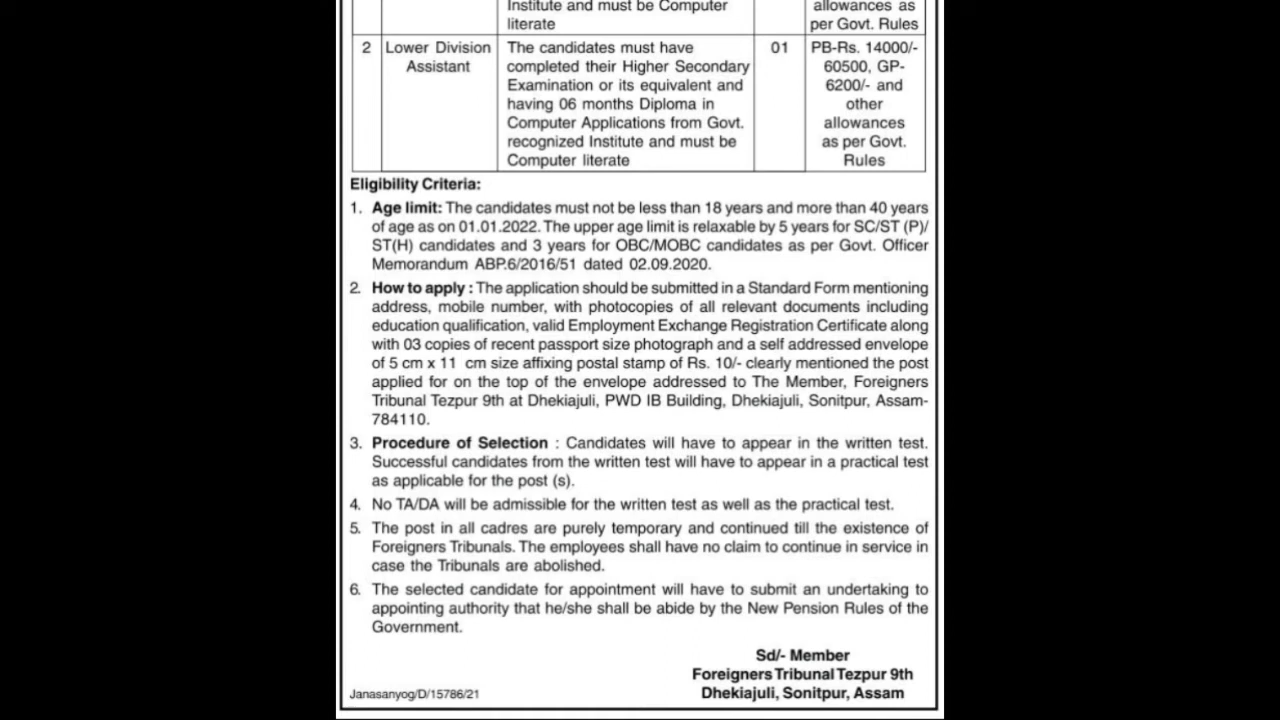 Institute and must be Computer allowances as
literate per Govt. Rules
2 Lower Division The candidates must have 01 PB-Rs. 14000/-
Assistant completed their Higher Secondary 60500, GP-
Examination or its equivalent and 6200/- and
having 06 months Diploma in other
Computer Applications from Govt. allowances
recognized Institute and must be as per Govt.
Computer literate Rules
Eligibility Criteria:
1. Age limit: The candidates must not be less than 18 years and more than 40 years
of age as on 01.01.2022. The upper age limit is relaxable by 5 years for SC/ST (P)/
ST(H) candidates and 3 years for OBC/MOBC candidates as per Govt. Officer
Memorandum ABP.6/2016/51 dated 02.09.2020.
2. How to apply : The application should be submitted in a Standard Form mentioning
address, mobile number, with photocopies of all relevant documents including
education qualification, valid Employment Exchange Registration Certificate along
with 03 copies of recent passport size photograph and a self addressed envelope
of 5 cm x 11 cm size affixing postal stamp of Rs. 10/- clearly mentioned the post
applied for on the top of the envelope addressed to The Member, Foreigners
Tribunal Tezpur 9th at Dhekiajuli, PWD IB Building, Dhekiajuli, Sonitpur, Assam-
784110.
3. Procedure of Selection : Candidates will have to appear in the written test.
Successful candidates from the written test will have to appear in a practical test
as applicable for the post (s).
4. No TA/DA will be admissible for the written test as well as the practical test.
5. The post in all cadres are purely temporary and continued till the existence of
Foreigners Tribunals. The employees shall have no claim to continue in service in
case the Tribunals are abolished.
6. The selected candidate for appointment will have to submit an undertaking to
appointing authority that he/she shall be abide by the New Pension Rules of the
Government.
Sd/- Member
Foreigners Tribunal Tezpur 9th
Janasanyog/D/15786/21 Dhekiajuli, Sonitpur, Assam